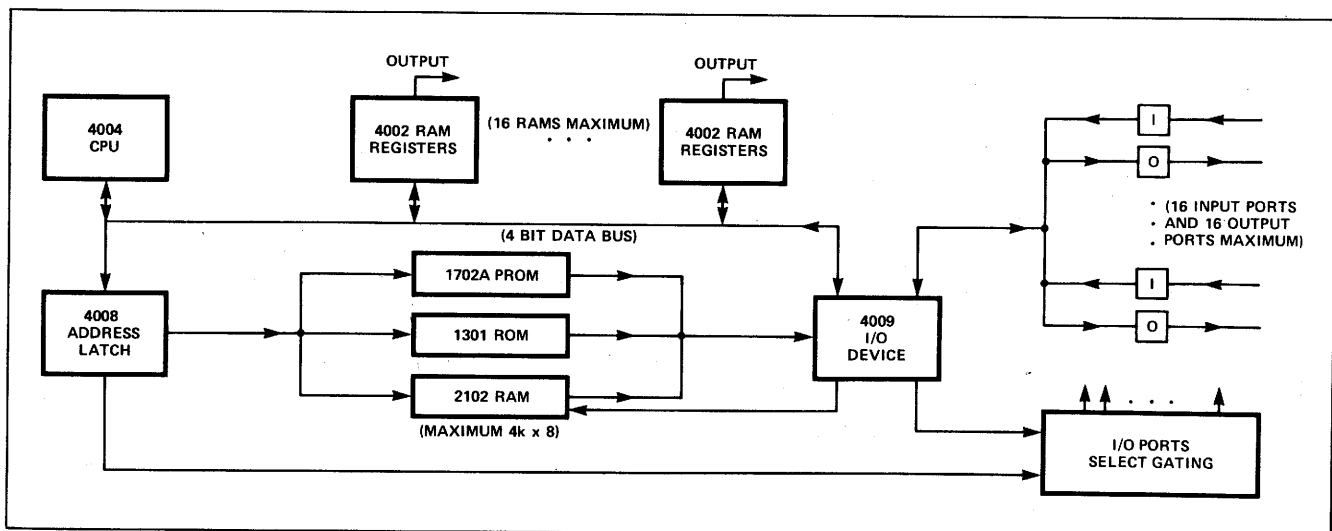 OUTPUT
OUTPUT
4004
CPU
4002 RAM
REGISTERS
(16 RAMS MAXIMUM)
. . .
4002 RAM
REGISTERS
I
O
. (16 INPUT PORTS
. AND 16 OUTPUT
. PORTS MAXIMUM)
I
O
(4 BIT DATA BUS)
4008
ADDRESS
LATCH
1702A PROM
1301 ROM
2102 RAM
(MAXIMUM 4k x 8)
4009
I/O
DEVICE
. . .
I/O PORTS
SELECT GATING